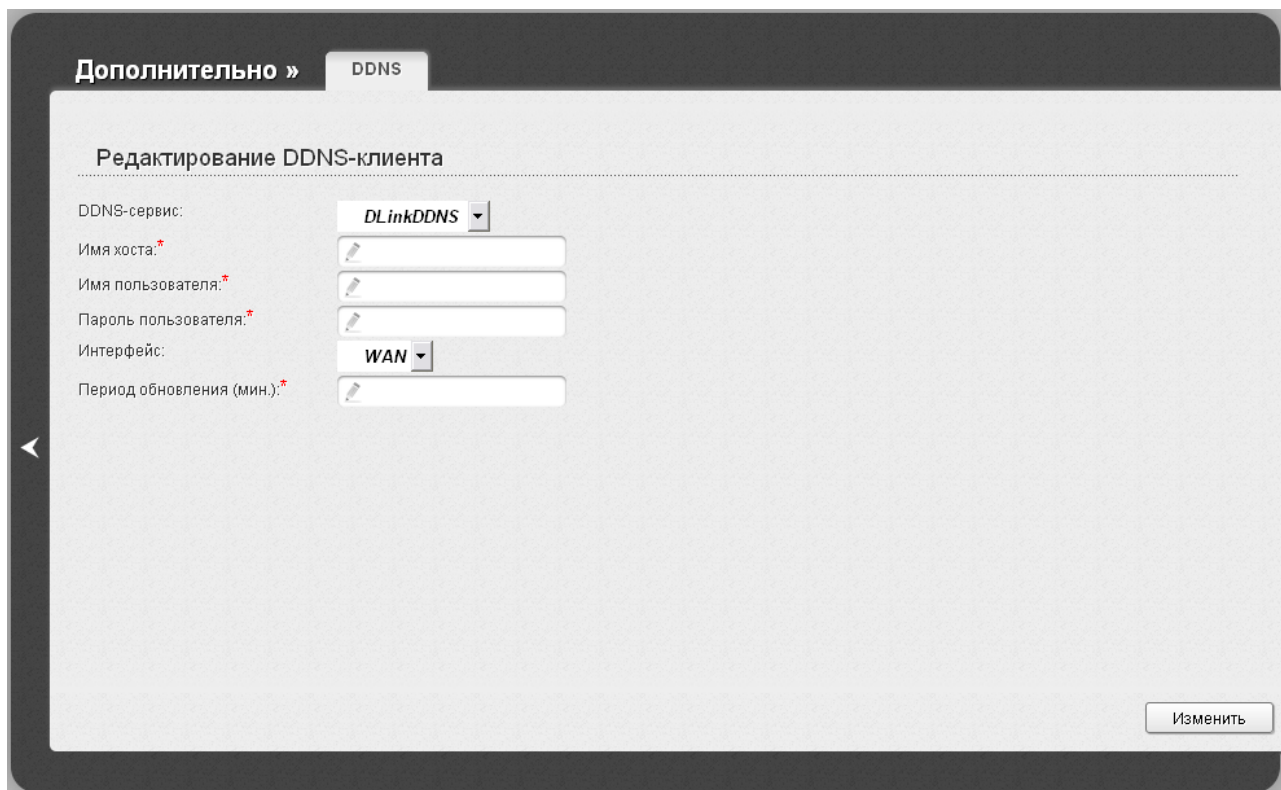 Дополнительно » DDNS
Редактирование DDNS-клиента
DDNS-сервис: DLinkDDNS
Имя хоста:*
Имя пользователя:*
Пароль пользователя:*
Интерфейс: WAN
Период обновления (мин.):*
Изменить